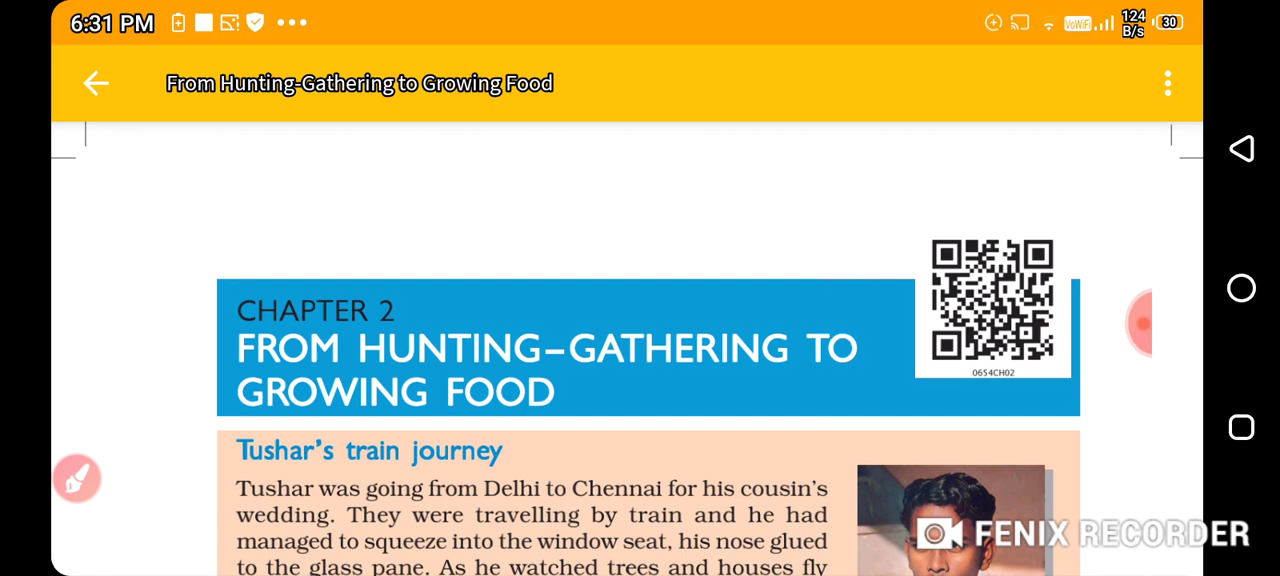 6:31 PM
VoWiFi
124
B/s
30
From Hunting-Gathering to Growing Food
0654CH02
CHAPTER 2
FROM HUNTING–GATHERING TO
GROWING FOOD
Tushar's train journey
Tushar was going from Delhi to Chennai for his cousin's
wedding. They were travelling by train and he had
managed to squeeze into the window seat, his nose glued
to the glass pane. As he watched trees and houses fly
FENIX RECORDER